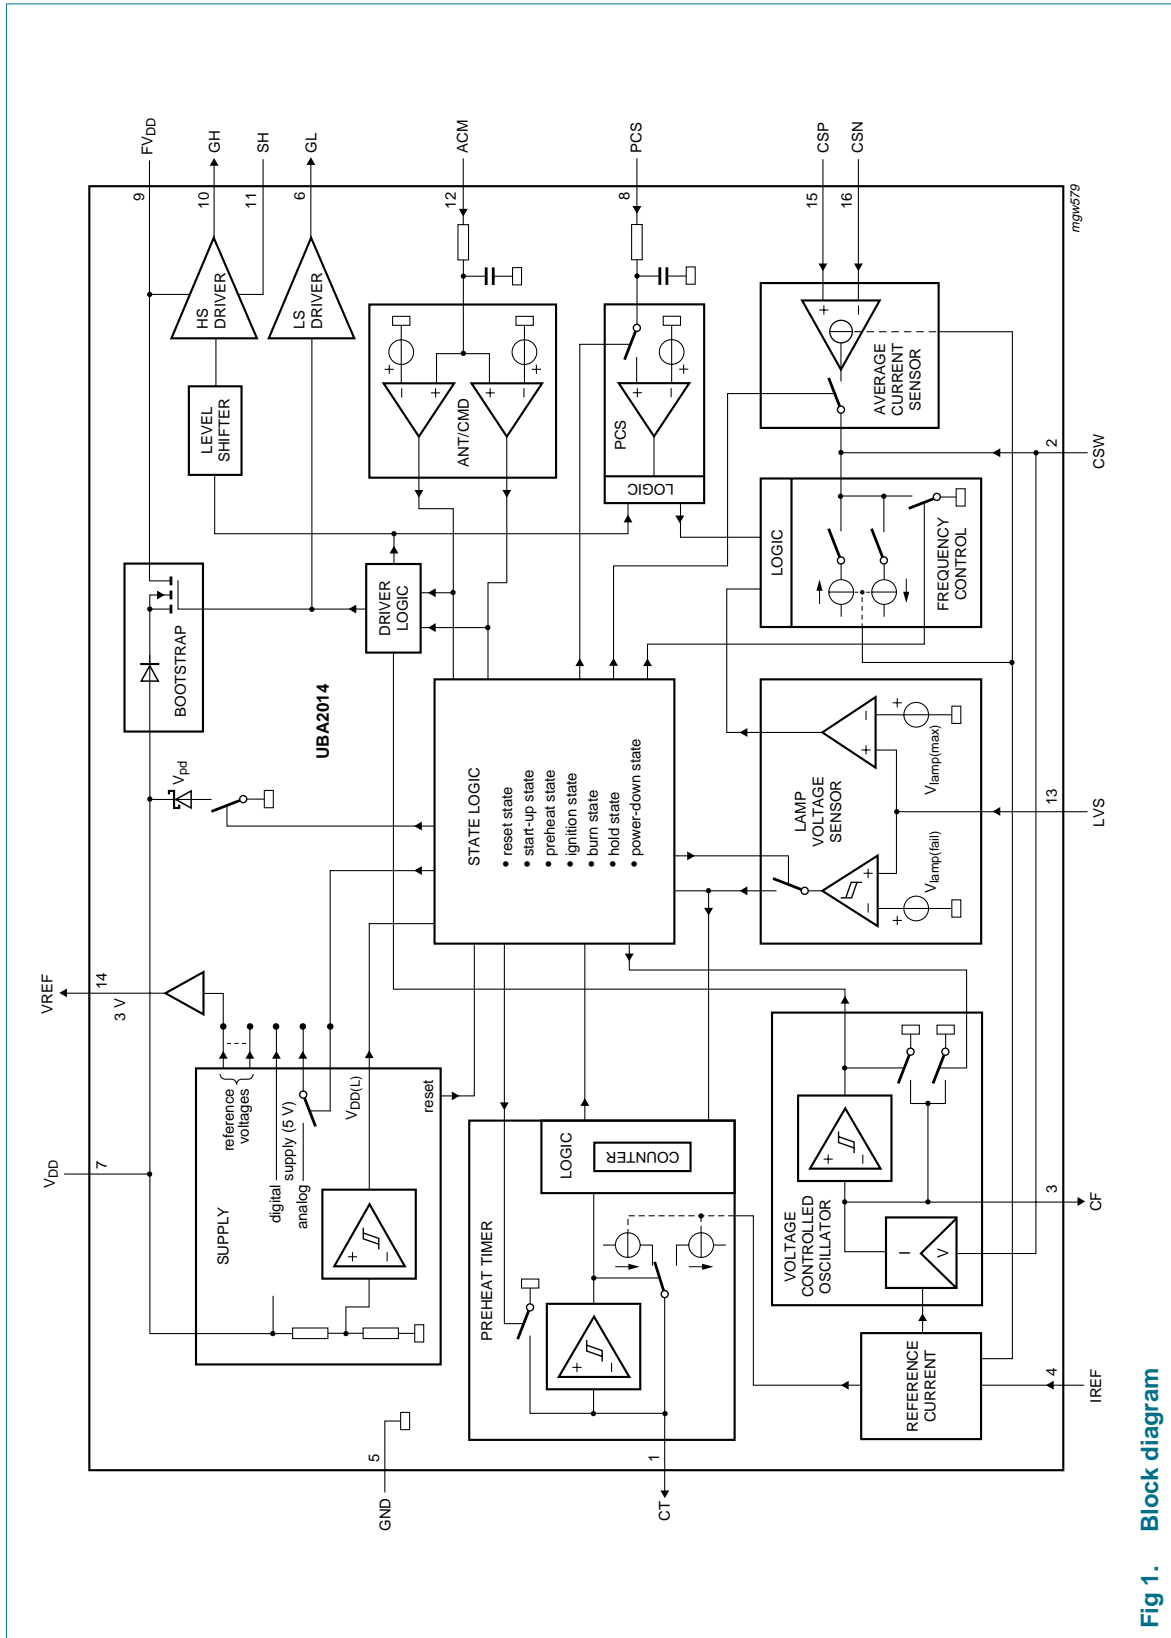 VDD
7
VREF
14
3 V
FVDD
9
GH
10
SH
11
GL
6
ACM
12
PCS
8
CSP
15
CSN
16
GND
5
CT
1
IREF
4
CF
3
LVS
13
CSW
2
SUPPLY
reference
voltages
digital
supply (5 V)
analog
VDD(L)
reset
+
−
Vpd
BOOTSTRAP
UBA2014
LEVEL
SHIFTER
HS
DRIVER
LS
DRIVER
DRIVER
LOGIC
ANT/CMD
+
−
+
−
+
−
+
PCS
LOGIC
+
−
+
PREHEAT TIMER
LOGIC
COUNTER
+
−
STATE LOGIC
• reset state
• start-up state
• preheat state
• ignition state
• burn state
• hold state
• power-down state
REFERENCE
CURRENT
VOLTAGE
CONTROLLED
OSCILLATOR
I
V
+
−
LAMP
VOLTAGE
SENSOR
Vlamp(fail)
+
−
+
Vlamp(max)
+
−
+
LOGIC
FREQUENCY
CONTROL
AVERAGE
CURRENT
SENSOR
+
−
mgw579
Fig 1. Block diagram